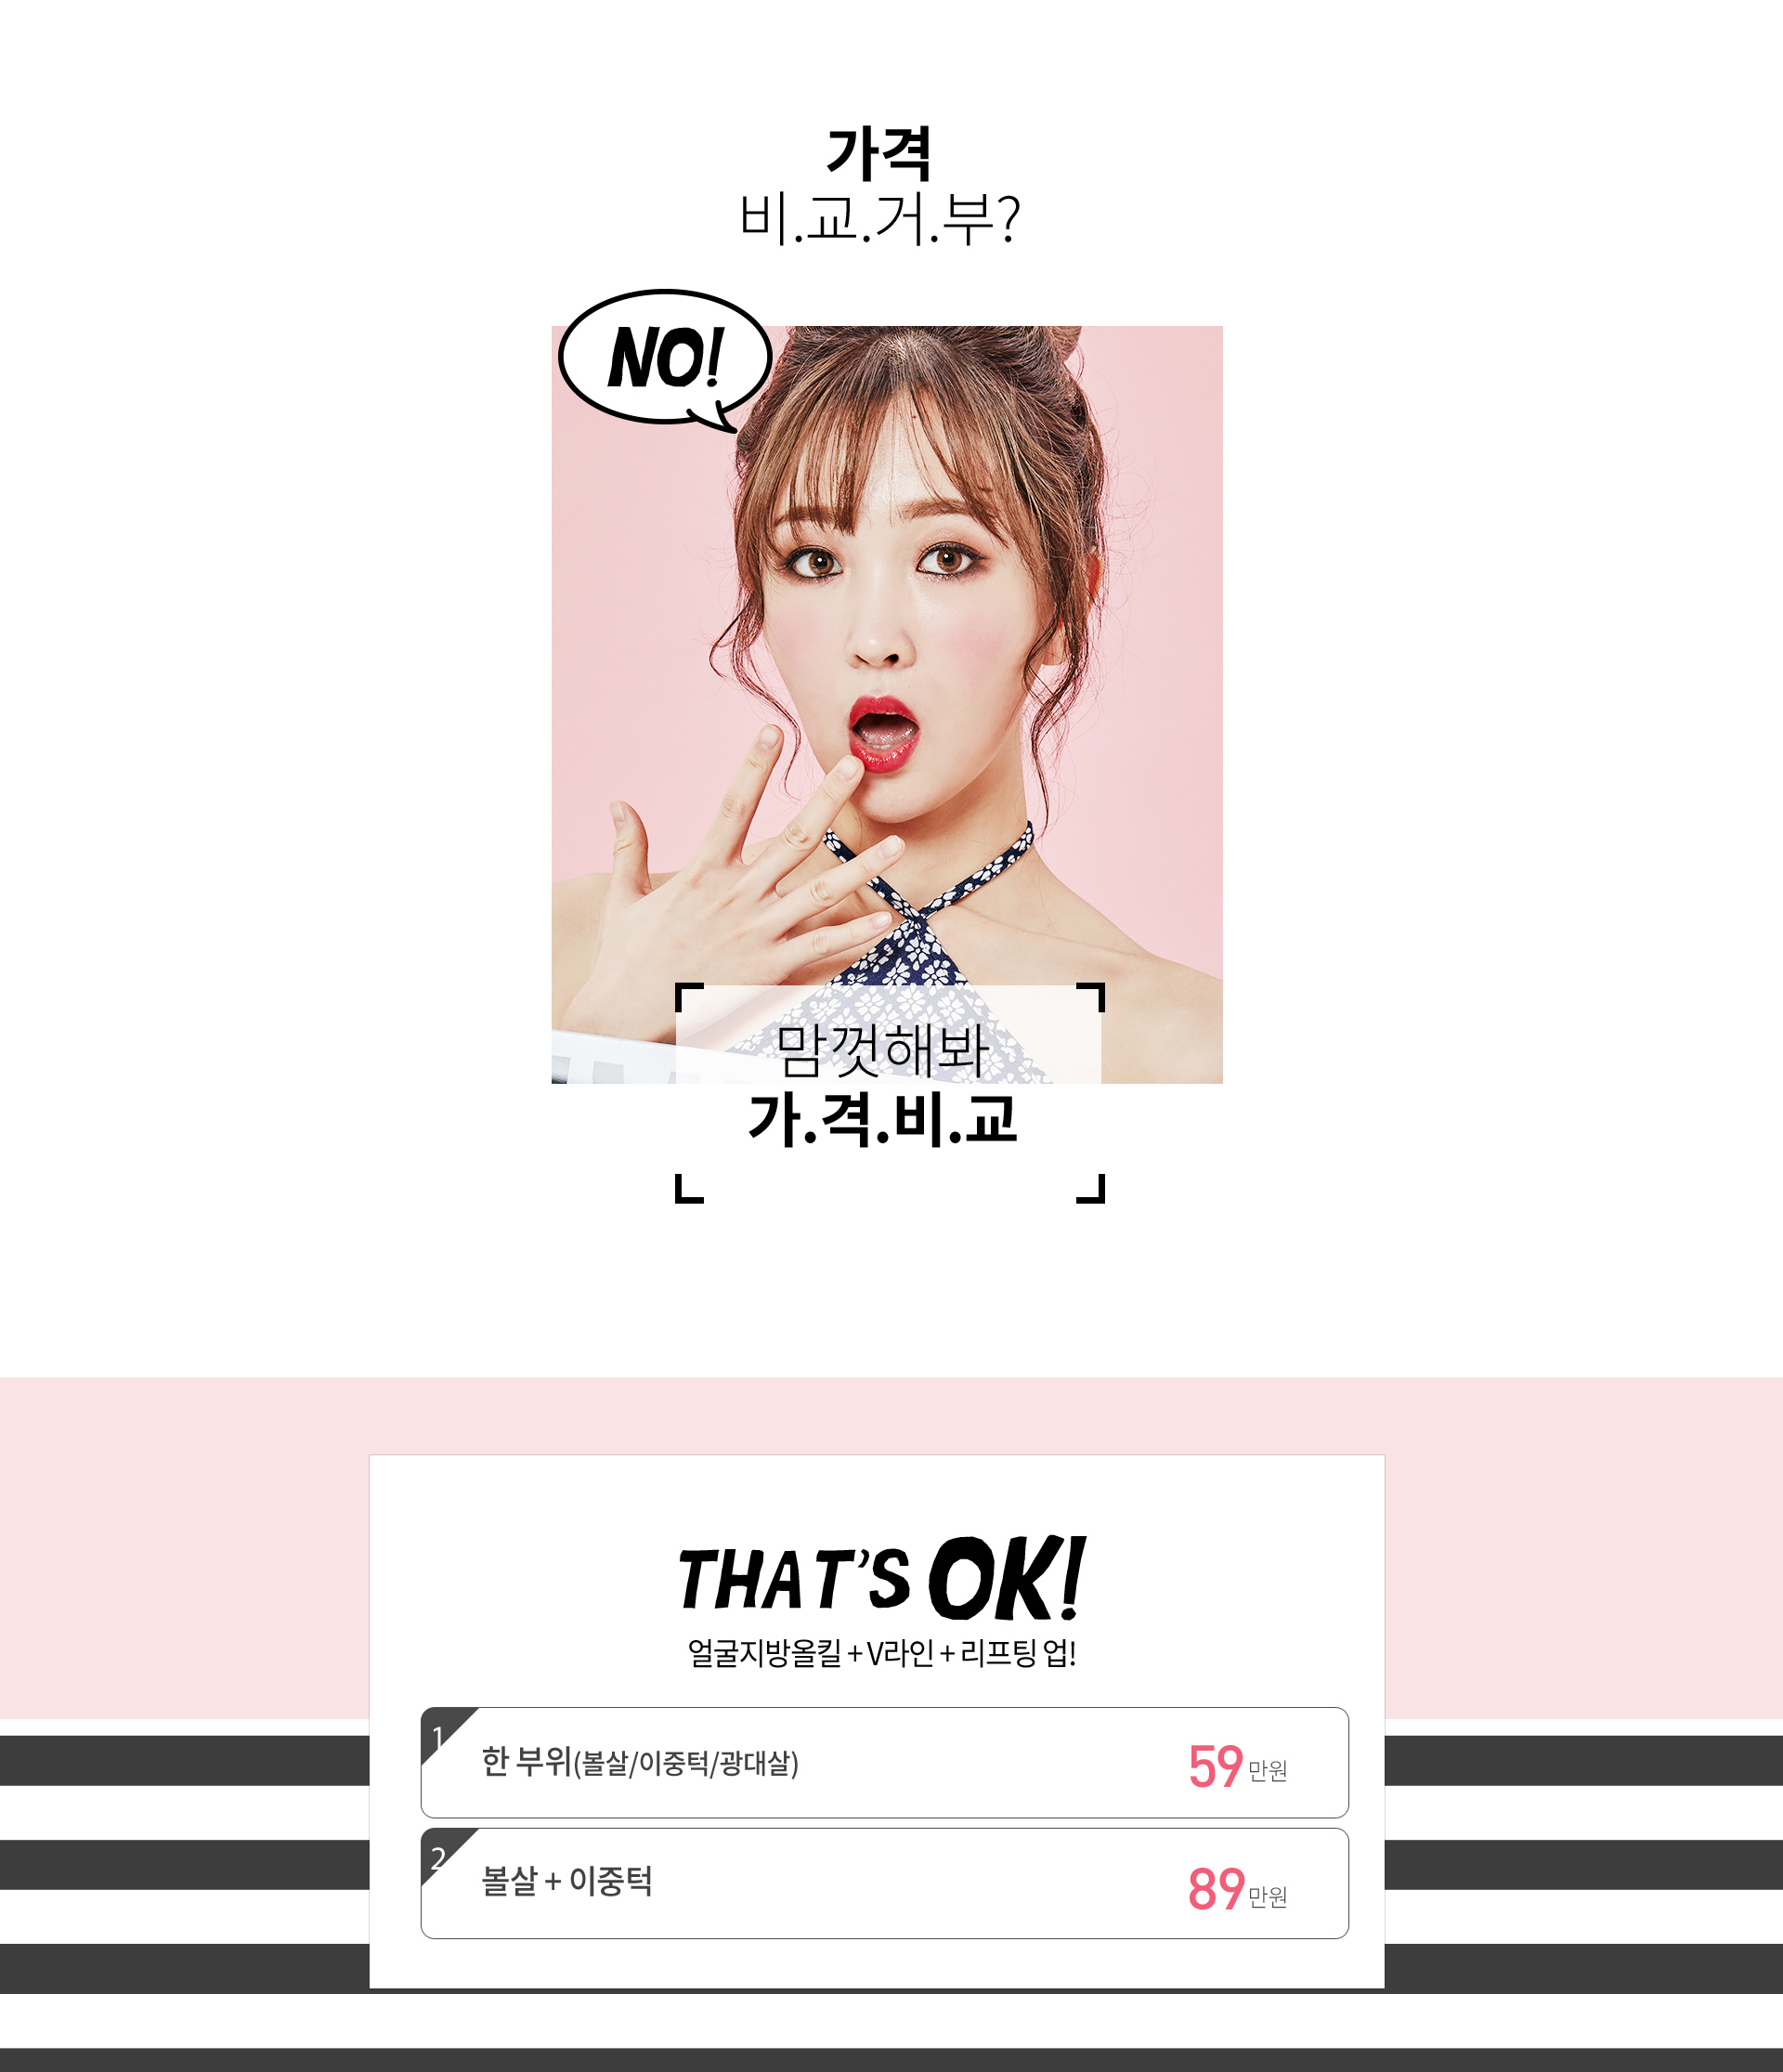 가격
비.교.거.부?
NO!
맘껏해봐
가.격.비.교
THAT'S OK!
얼굴지방올킬 + V라인 + 리프팅 업!
1
한 부위(볼살/이중턱/광대살)
59만원
2
볼살 + 이중턱
89만원